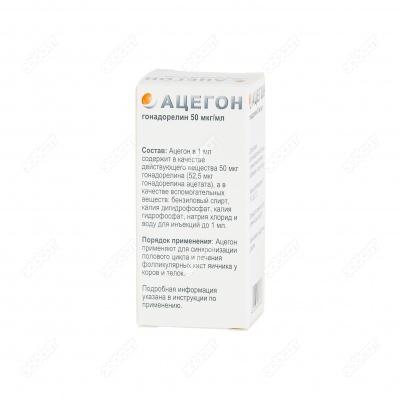 АЦЕГОН
АЦЕГОН
гонадорелин 50 мкг/мл
Состав: Ацегон в 1 мл
содержит в качестве
действующего вещества 50 мкг
гонадорелина (52,5 мкг
гонадорелина ацетата), а в
качестве вспомогательных
веществ: бензиловый спирт,
калия дигидрофосфат, калия
гидрофосфат, натрия хлорид и
воду для инъекций до 1 мл.
Порядок применения: Ацегон
применяют для синхронизации
полового цикла и лечения
фолликулярных кист яичника у
коров и телок.
Подробная информация
указана в инструкции по
применению.